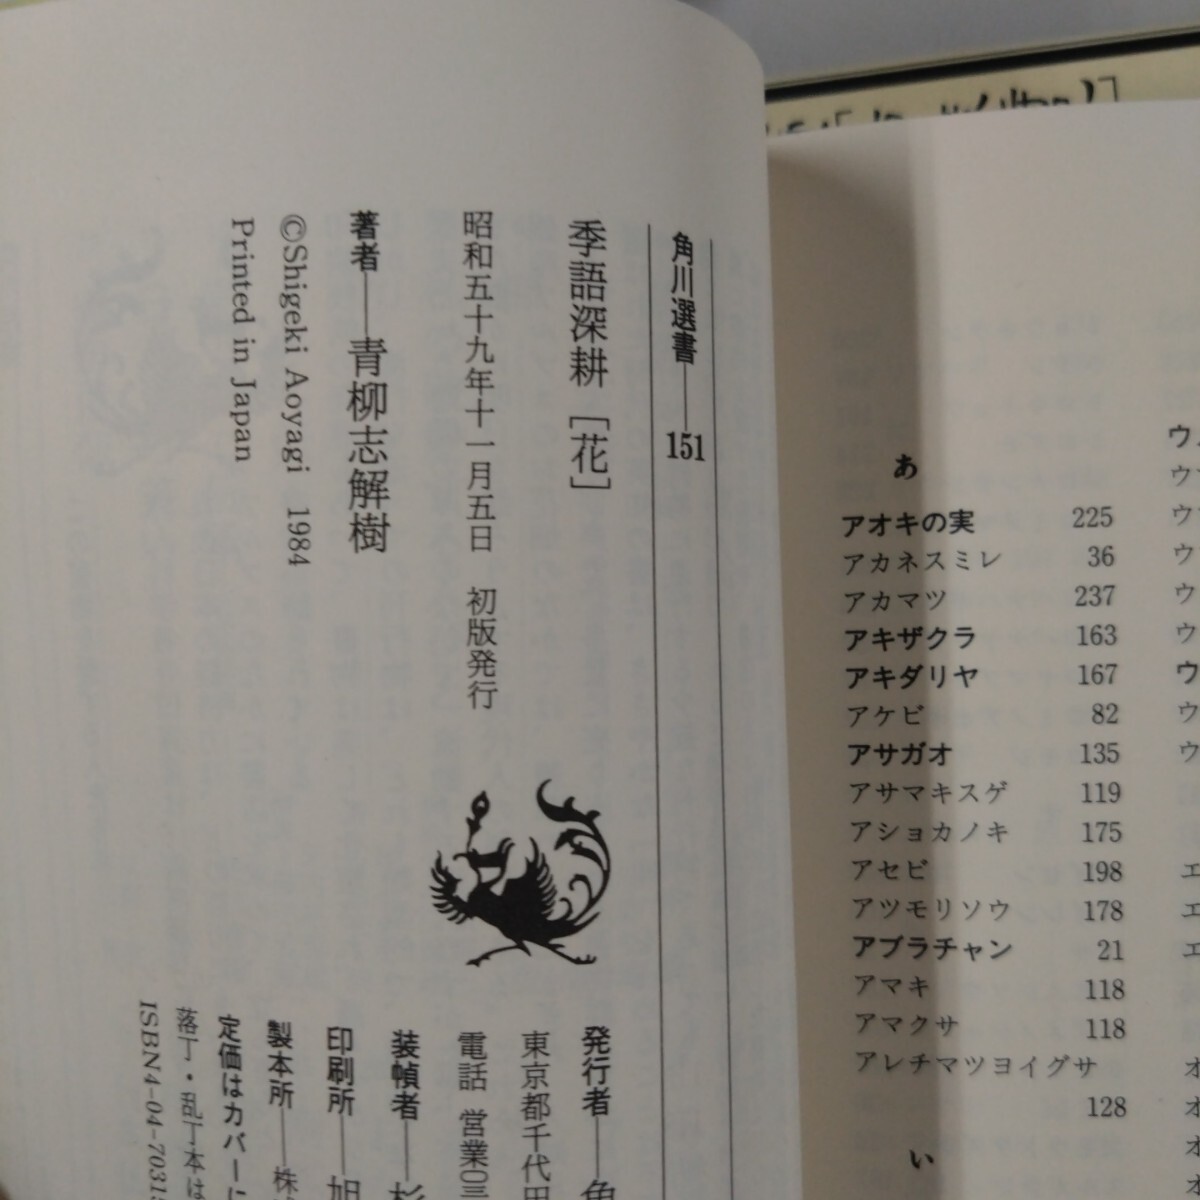 角川選書――151
季語深耕［花］
昭和五十九年十一月五日　初版発行
著者――青柳志解樹
©Shigeki Aoyagi 1984
Printed in Japan
発行者――角
東京都千代田
電話 営業〇三
装幀者――杉
印刷所――旭
製本所――株
定価はカバーに
落丁・乱丁本は
ISBN4-04-70315
あ
アオキの実 225
アカネスミレ 36
アカマツ 237
アキザクラ 163
アキダリヤ 167
アケビ 82
アサガオ 135
アサマキスゲ 119
アショカノキ 175
アセビ 198
アツモリソウ 178
アブラチャン 21
アマキ 118
アマクサ 118
アレチマツヨイグサ
128
い